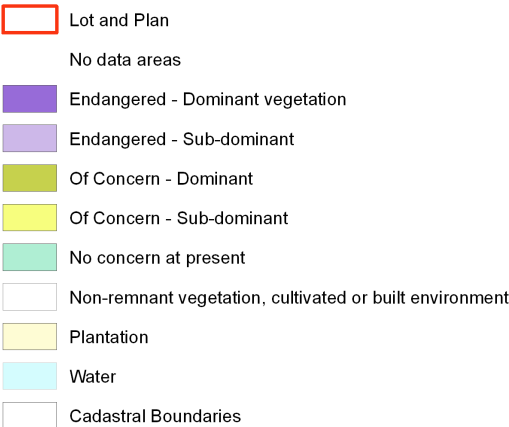 Lot and Plan
No data areas
Endangered - Dominant vegetation
Endangered - Sub-dominant
Of Concern - Dominant
Of Concern - Sub-dominant
No concern at present
Non-remnant vegetation, cultivated or built environment
Plantation
Water
Cadastral Boundaries